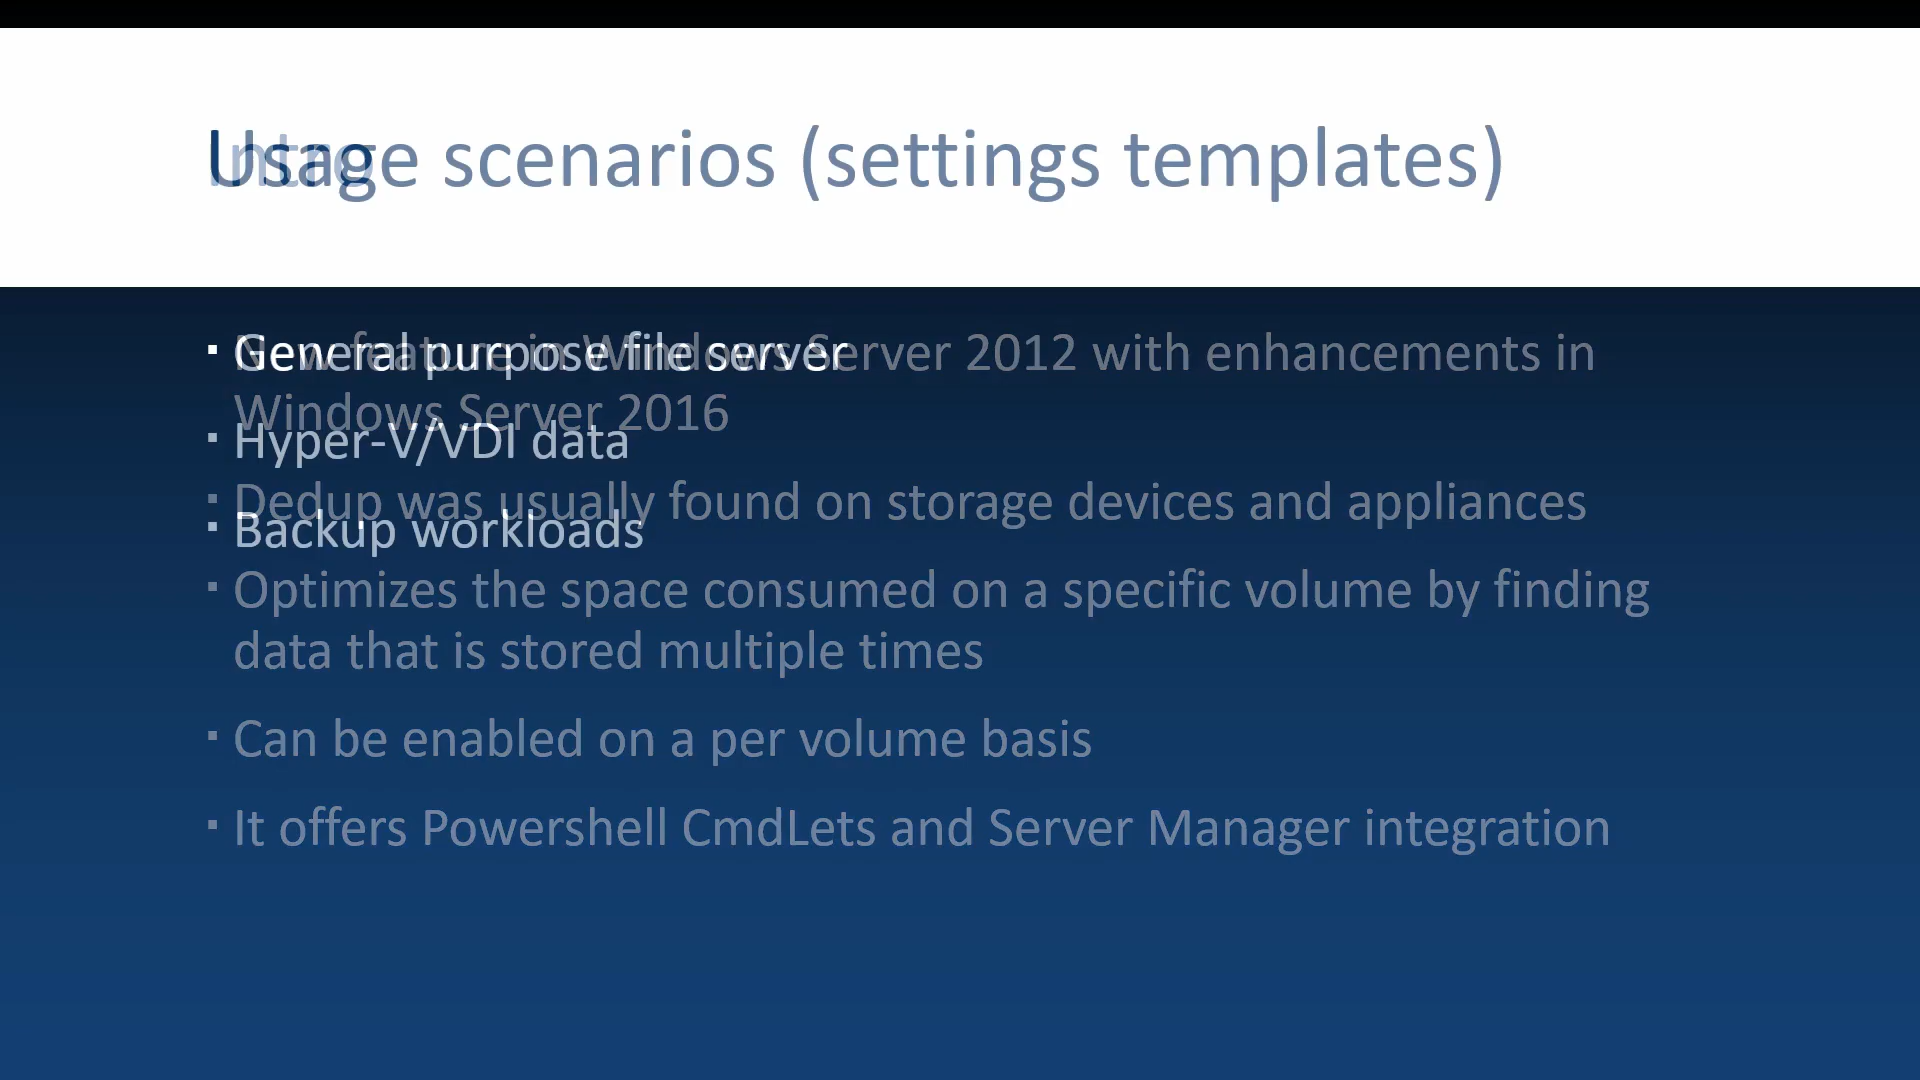 Usage scenarios (settings templates)
Intro
▪ General purpose file server
▪ Hyper-V/VDI data
▪ Backup workloads
▪ New feature in Windows Server 2012 with enhancements in
Windows Server 2016
▪ Dedup was usually found on storage devices and appliances
▪ Optimizes the space consumed on a specific volume by finding
data that is stored multiple times
▪ Can be enabled on a per volume basis
▪ It offers Powershell CmdLets and Server Manager integration